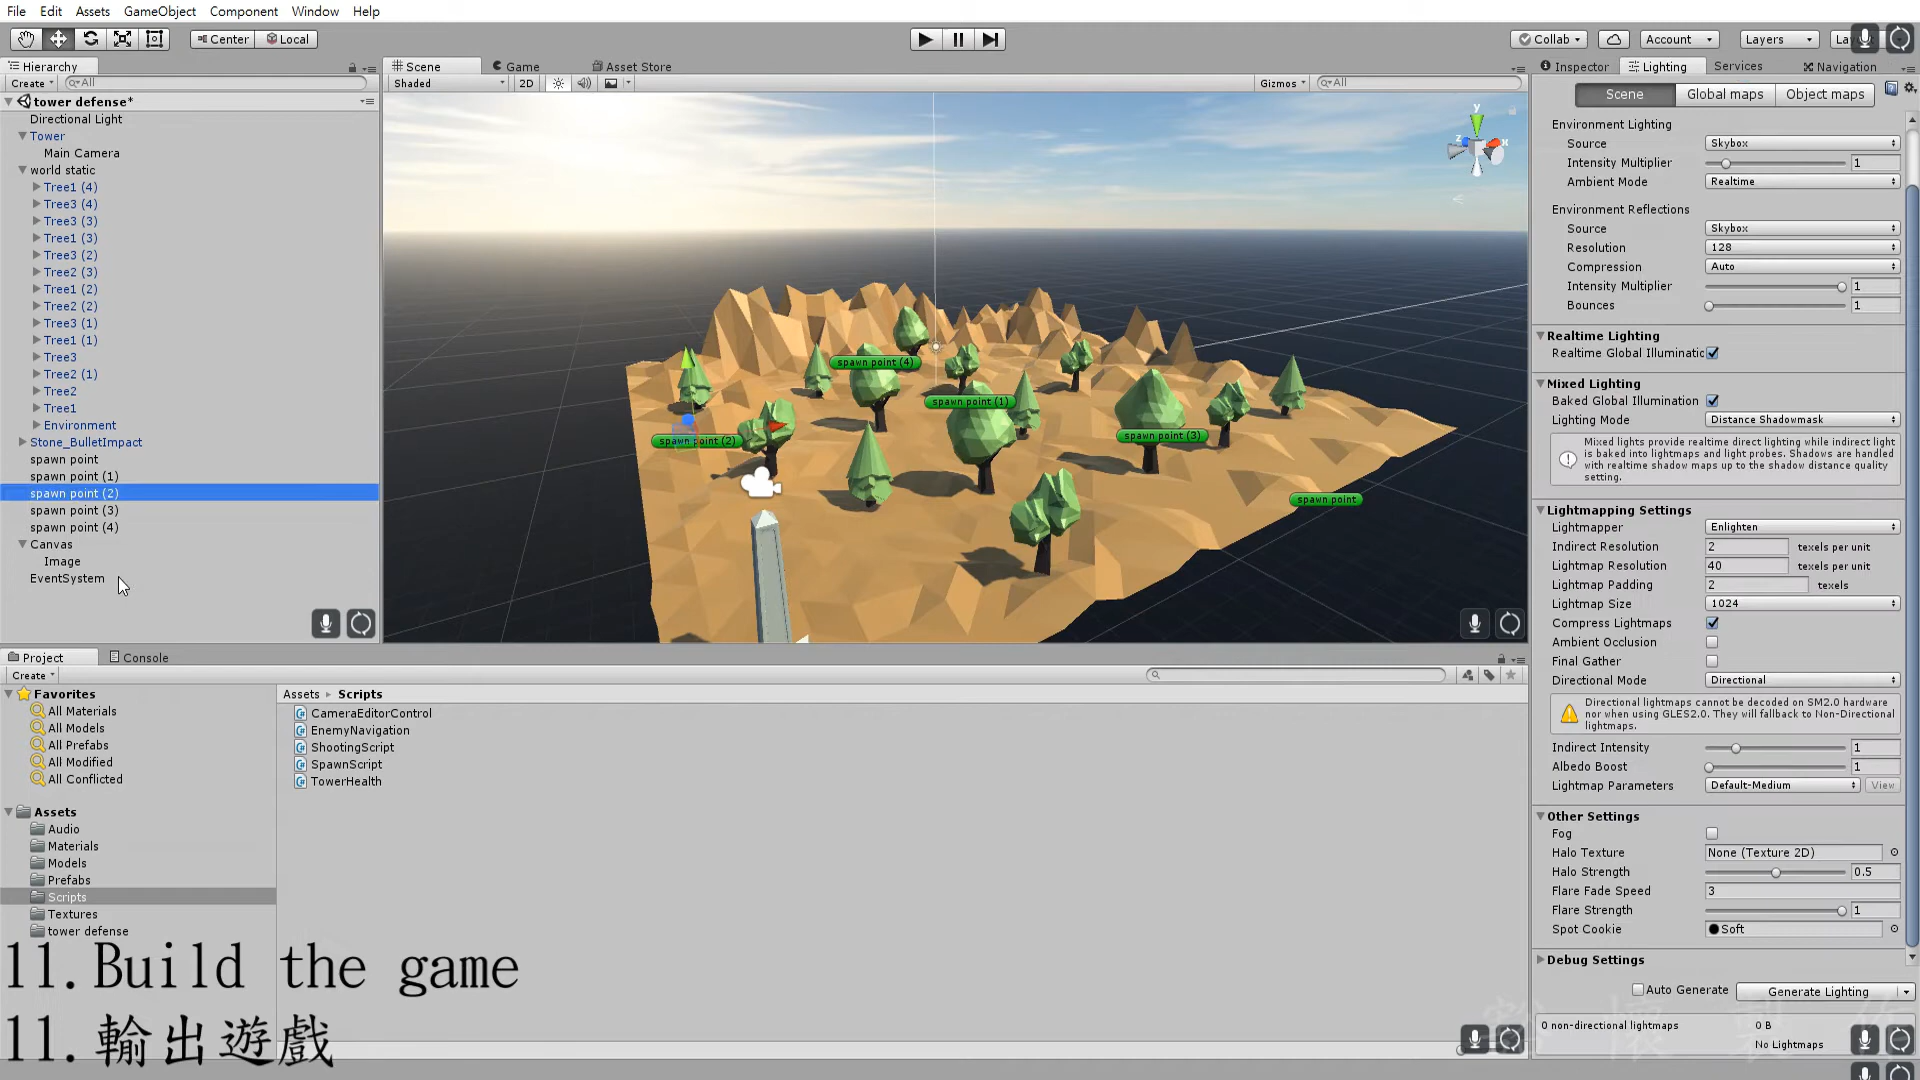 File Edit Assets GameObject Component Window Help
Center Local
Collab Account Layers Lay
Hierarchy
Create All
tower defense*
Directional Light
Tower
Main Camera
world static
Tree1 (4)
Tree3 (4)
Tree3 (3)
Tree1 (3)
Tree3 (2)
Tree2 (3)
Tree1 (2)
Tree2 (2)
Tree3 (1)
Tree1 (1)
Tree3
Tree2 (1)
Tree2
Tree1
Environment
Stone_BulletImpact
spawn point
spawn point (1)
spawn point (2)
spawn point (3)
spawn point (4)
Canvas
Image
EventSystem
Scene Game Asset Store
Shaded 2D Gizmos All
y
z x
spawn point (4)
spawn point (1)
spawn point (2)
spawn point (3)
spawn point
Inspector Lighting Services Navigation
Scene Global maps Object maps
Environment Lighting
Source Skybox
Intensity Multiplier 1
Ambient Mode Realtime
Environment Reflections
Source Skybox
Resolution 128
Compression Auto
Intensity Multiplier 1
Bounces 1
Realtime Lighting
Realtime Global Illuminatic
Mixed Lighting
Baked Global Illumination
Lighting Mode Distance Shadowmask
Mixed lights provide realtime direct lighting while indirect light
is baked into lightmaps and light probes. Shadows are handled
with realtime shadow maps up to the shadow distance quality
setting.
Lightmapping Settings
Lightmapper Enlighten
Indirect Resolution 2 texels per unit
Lightmap Resolution 40 texels per unit
Lightmap Padding 2 texels
Lightmap Size 1024
Compress Lightmaps
Ambient Occlusion
Final Gather
Directional Mode Directional
Directional lightmaps cannot be decoded on SM2.0 hardware
nor when using GLES2.0. They will fallback to Non-Directional
lightmaps.
Indirect Intensity 1
Albedo Boost 1
Lightmap Parameters Default-Medium View
Other Settings
Fog
Halo Texture None (Texture 2D)
Halo Strength 0.5
Flare Fade Speed 3
Flare Strength 1
Spot Cookie Soft
Debug Settings
Auto Generate Generate Lighting
0 non-directional lightmaps 0 B
No Lightmaps
Project Console
Create
Favorites
All Materials
All Models
All Prefabs
All Modified
All Conflicted
Assets
Audio
Materials
Models
Prefabs
Scripts
Textures
tower defense
Assets Scripts
CameraEditorControl
EnemyNavigation
ShootingScript
SpawnScript
TowerHealth
11.Build the game
11.輸出遊戲